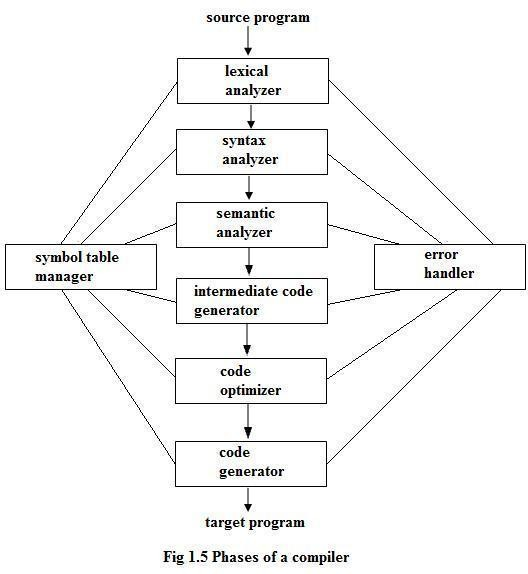 source program
lexical
analyzer
syntax
analyzer
semantic
analyzer
symbol table
manager
error
handler
intermediate code
generator
code
optimizer
code
generator
target program
Fig 1.5 Phases of a compiler